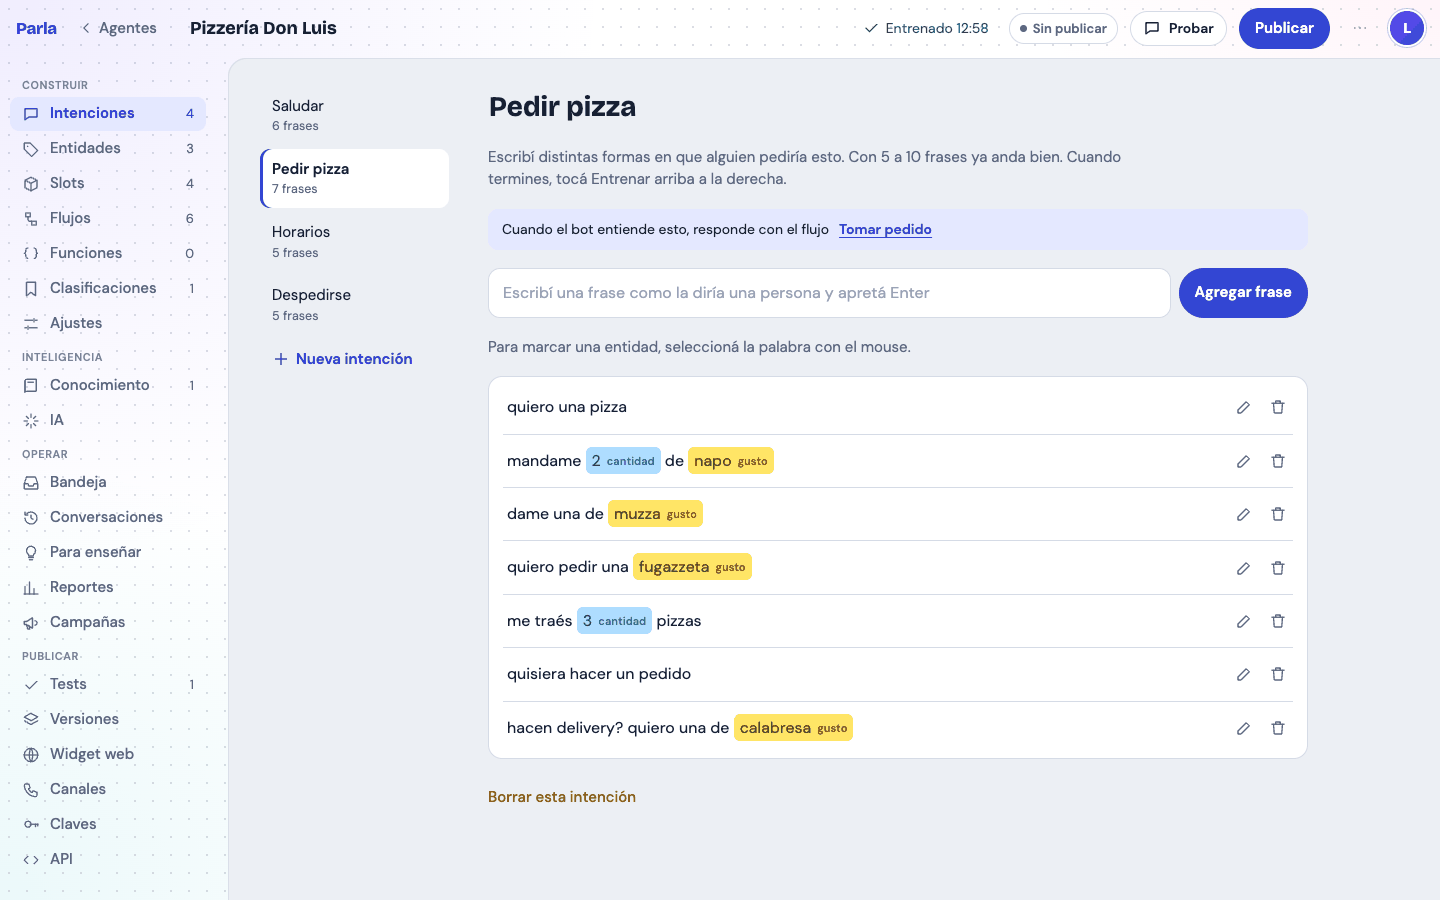 Parla
Agentes
Pizzería Don Luis
Entrenado 12:58
Sin publicar
Probar
Publicar
L
CONSTRUIR
Intenciones 4
Entidades 3
Slots 4
Flujos 6
Funciones 0
Clasificaciones 1
Ajustes
INTELIGENCIA
Conocimiento 1
IA
OPERAR
Bandeja
Conversaciones
Para enseñar
Reportes
Campañas
PUBLICAR
Tests 1
Versiones
Widget web
Canales
Claves
API
Saludar
6 frases
Pedir pizza
7 frases
Horarios
5 frases
Despedirse
5 frases
Nueva intención
Pedir pizza
Escribí distintas formas en que alguien pediría esto. Con 5 a 10 frases ya anda bien. Cuando
termines, tocá Entrenar arriba a la derecha.
Cuando el bot entiende esto, responde con el flujo Tomar pedido
Escribí una frase como la diría una persona y apretá Enter
Agregar frase
Para marcar una entidad, seleccioná la palabra con el mouse.
quiero una pizza
mandame 2 cantidad de napo gusto
dame una de muzza gusto
quiero pedir una fugazzeta gusto
me traés 3 cantidad pizzas
quisiera hacer un pedido
hacen delivery? quiero una de calabresa gusto
Borrar esta intención